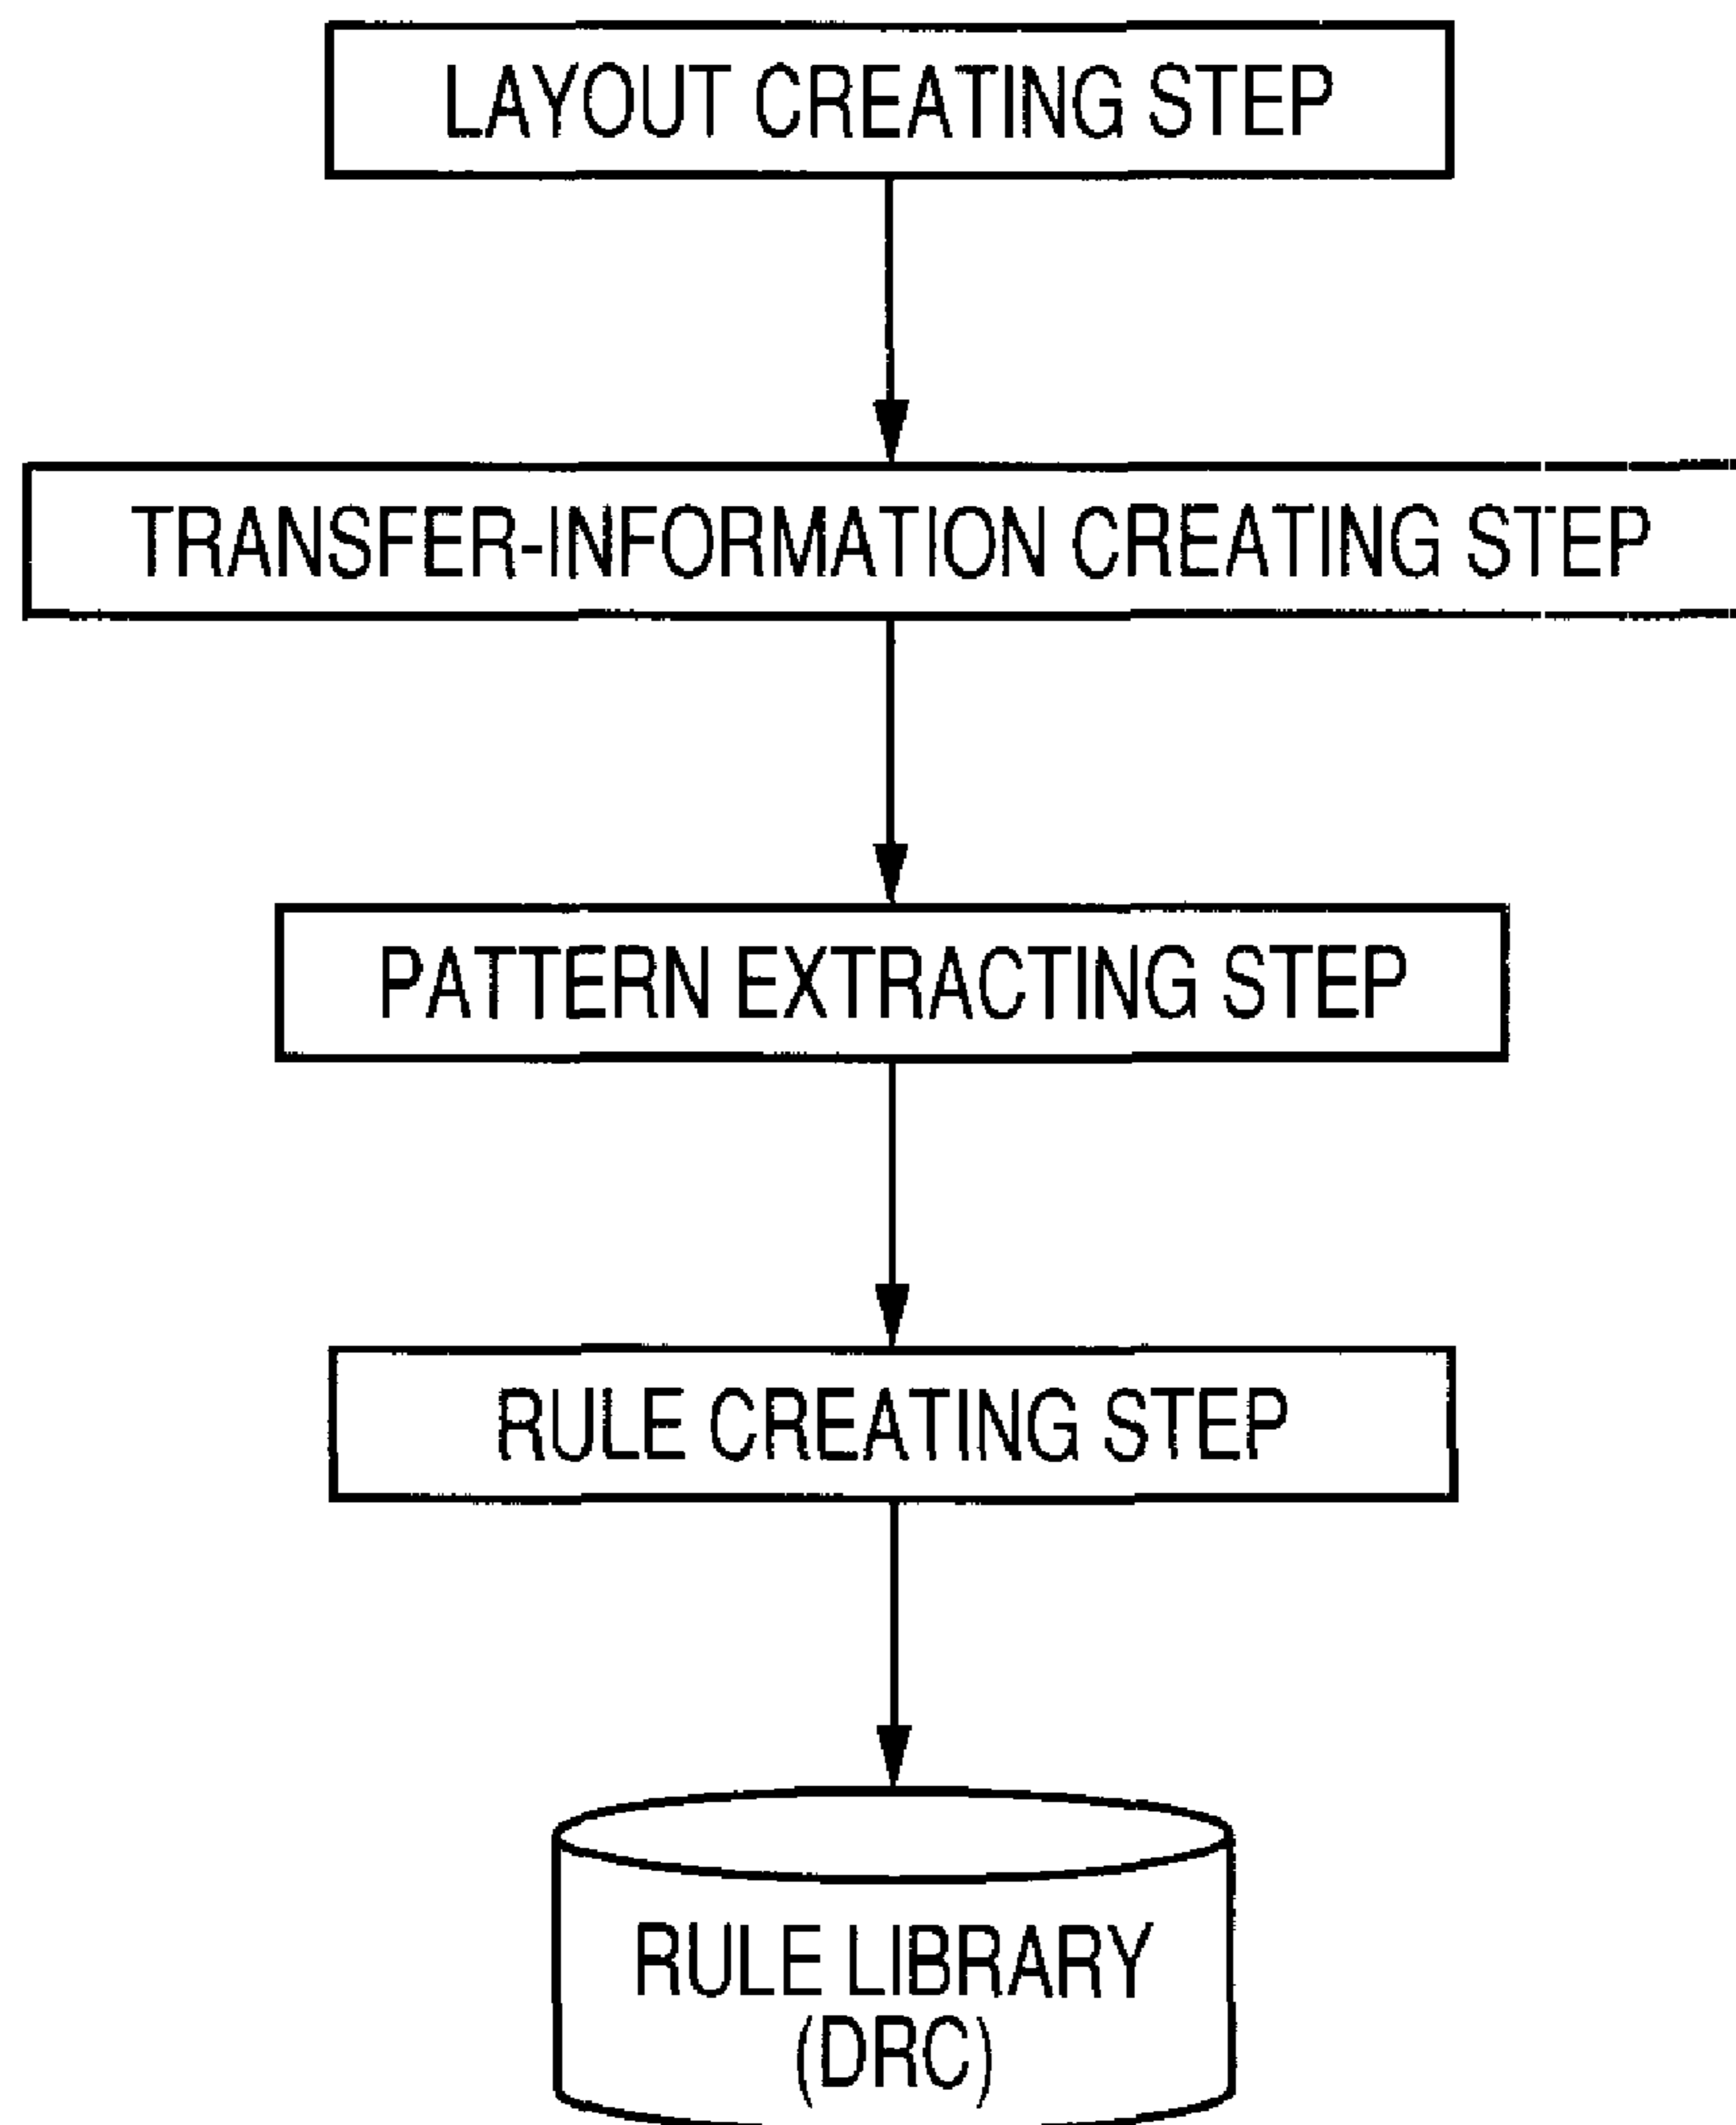 LAYOUT CREATING STEP
TRANSFER-INFORMATION CREATING STEP
PATTERN EXTRACTING STEP
RULE CREATING STEP
RULE LIBRARY
(DRC)